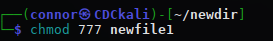 ┌──(connor㉿CDCkali)-[~/newdir]
└─$ chmod 777 newfile1